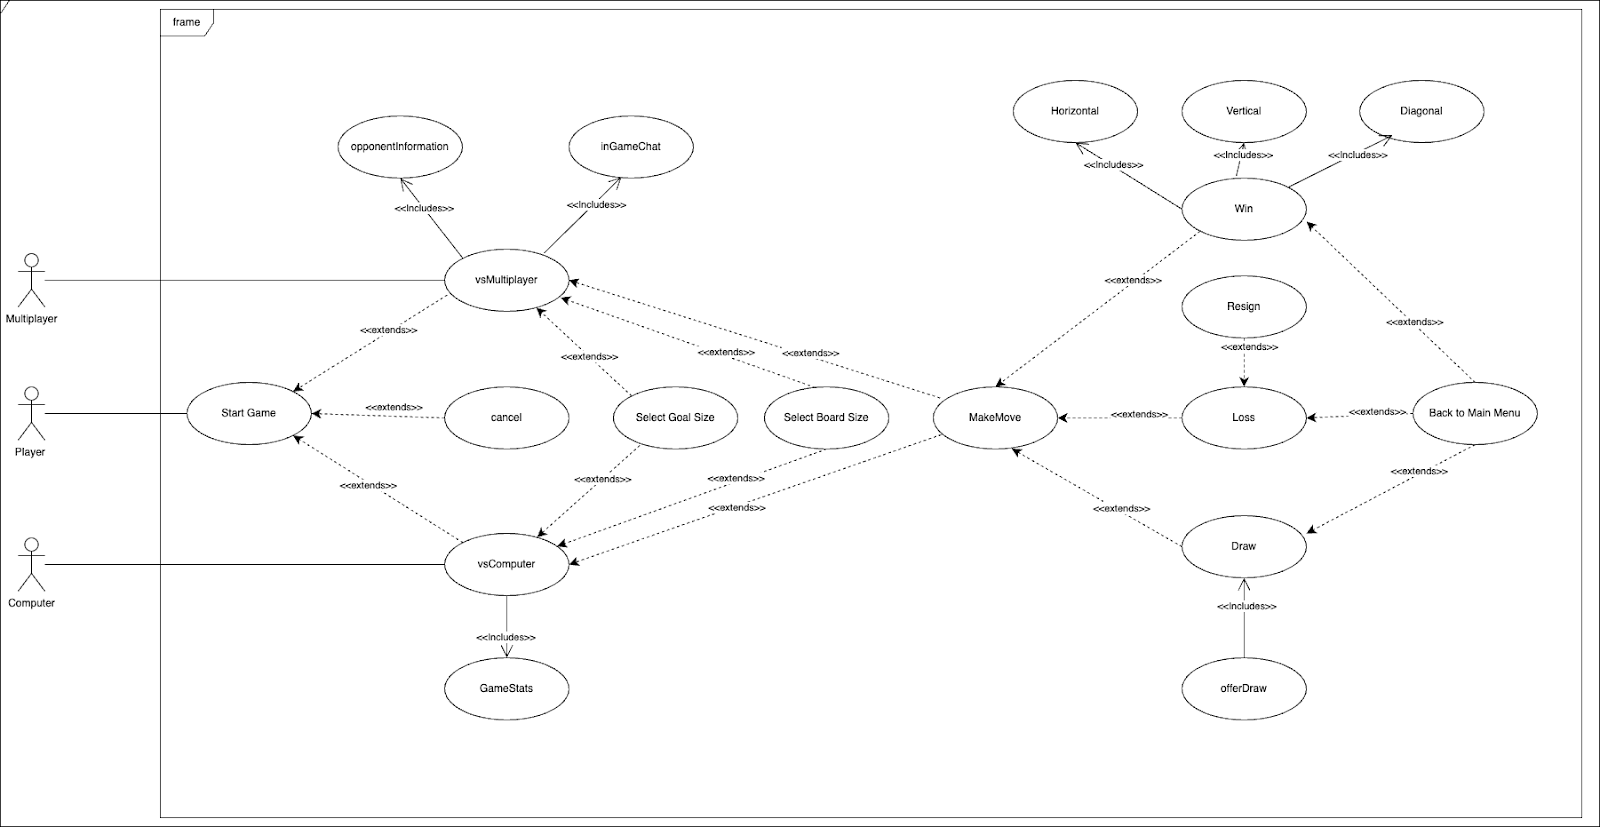 frame
Horizontal
Vertical
Diagonal
opponentInformation
inGameChat
<<Includes>>
<<Includes>>
<<Includes>>
<<Includes>>
<<Includes>>
Win
vsMultiplayer
<<extends>>
Resign
Multiplayer
<<extends>>
<<extends>>
<<extends>>
<<extends>>
<<extends>>
<<extends>>
Start Game
<<extends>>
cancel
Select Goal Size
Select Board Size
MakeMove
<<extends>>
Loss
<<extends>>
Back to Main Menu
Player
<<extends>>
<<extends>>
<<extends>>
<<extends>>
<<extends>>
<<extends>>
vsComputer
Draw
Computer
<<Includes>>
<<Includes>>
GameStats
offerDraw